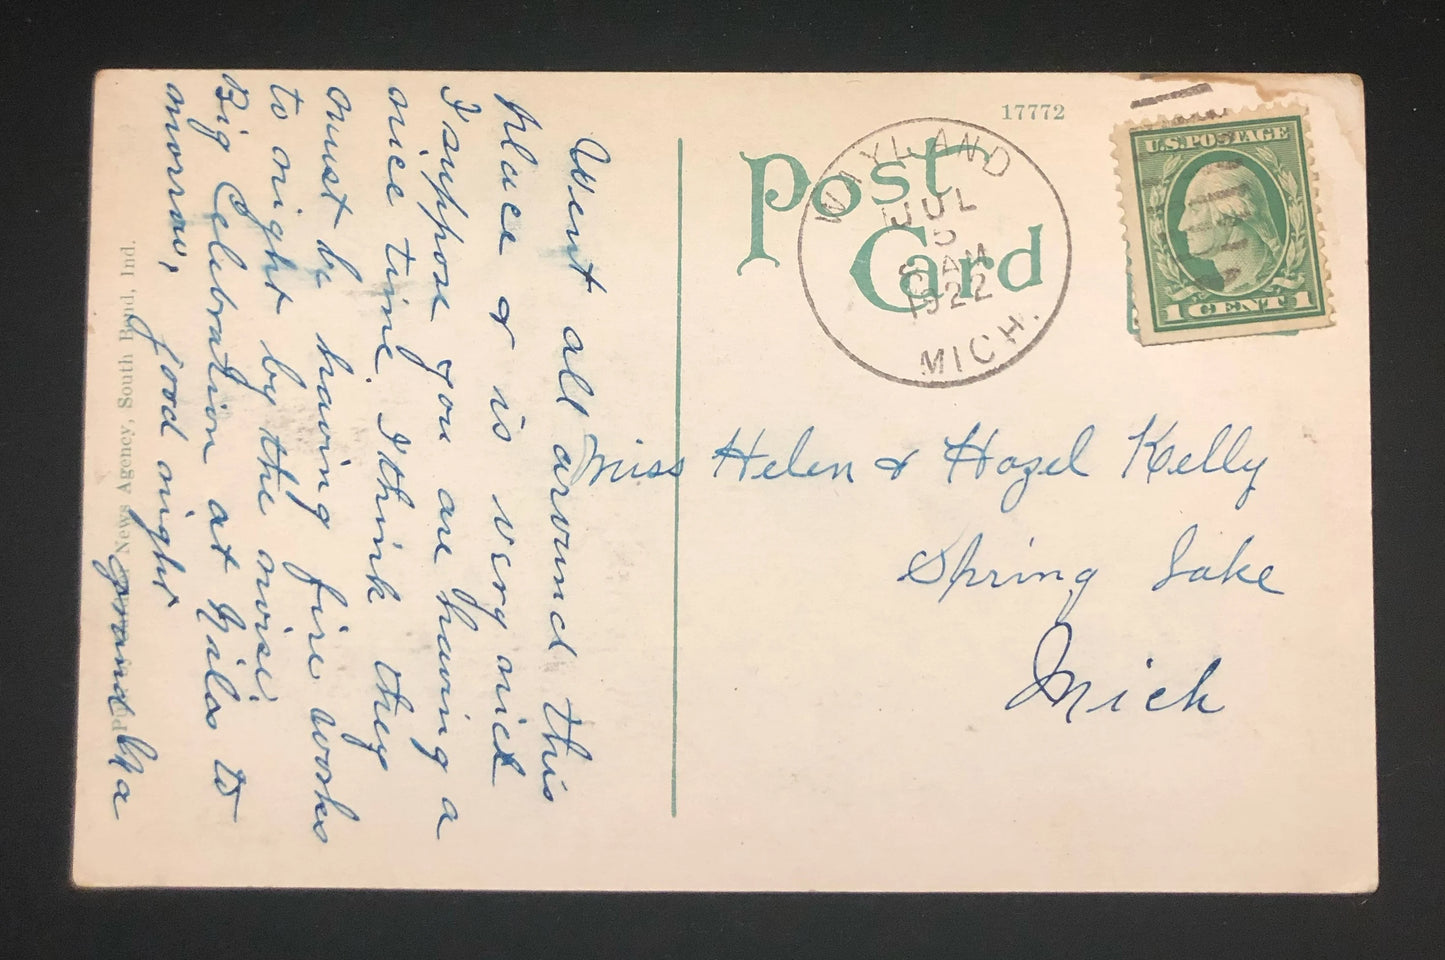 Went all around this
place & is very nice
I suppose you are having a
nice time. I think they
must be having fire works
to night by the noise
Big Celebration at Niles to
morrow,
Good night
Grand Ma
News Agency, South Bend, Ind.
17772
Post
Card
WAYLAND
JUL
5
AM
1922
MICH.
U.S. POSTAGE
1 CENT 1
Miss Helen & Hazel Kelly
Spring Lake
Mich